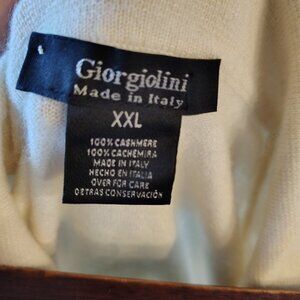 Giorgiolini
Made in Italy
XXL
100% CASHMERE
100% CACHEMIRA
MADE IN ITALY
HECHO EN ITALIA
OVER FOR CARE
DETRAS CONSERVACIÓN